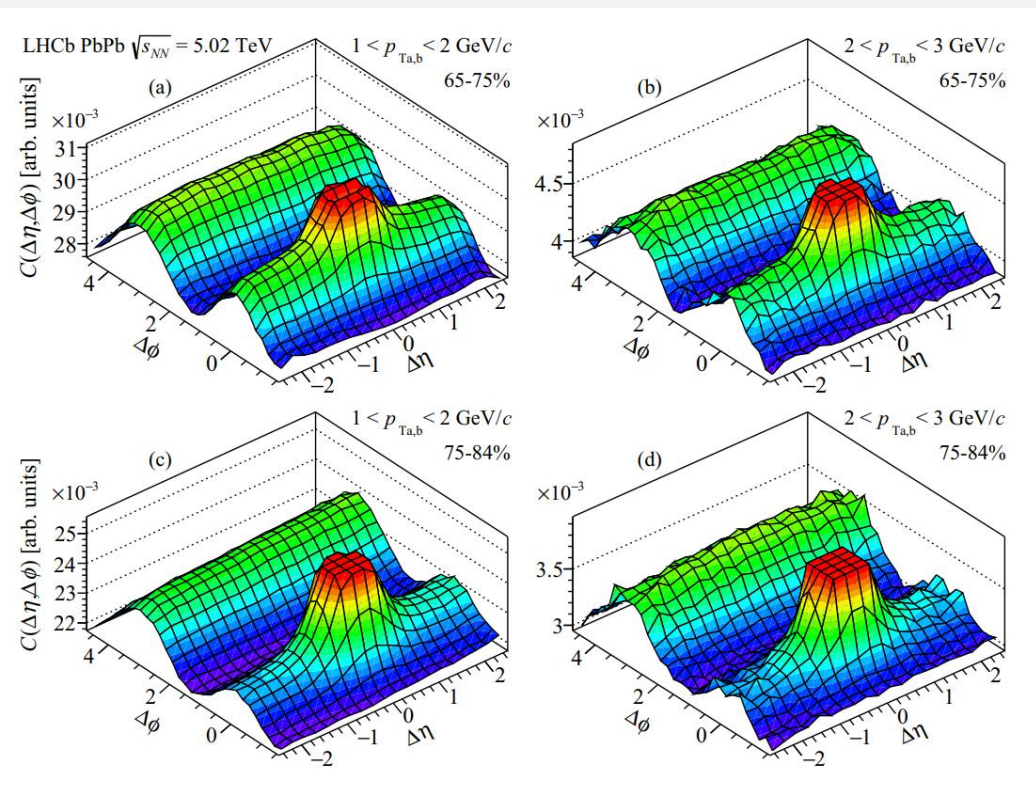 LHCb PbPb √s_NN = 5.02 TeV
1 < p_Ta,b < 2 GeV/c
65-75%
(a)
C(Δη,Δϕ) [arb. units]
×10⁻³
31
30
29
28
4
2
0
Δϕ
−2
−1
0
1
2
Δη
2 < p_Ta,b < 3 GeV/c
65-75%
(b)
×10⁻³
4.5
4
4
2
0
Δϕ
−2
−1
0
1
2
Δη
1 < p_Ta,b < 2 GeV/c
75-84%
(c)
C(Δη,Δϕ) [arb. units]
×10⁻³
25
24
23
22
4
2
0
Δϕ
−2
−1
0
1
2
Δη
2 < p_Ta,b < 3 GeV/c
75-84%
(d)
×10⁻³
3.5
3
4
2
0
Δϕ
−2
−1
0
1
2
Δη